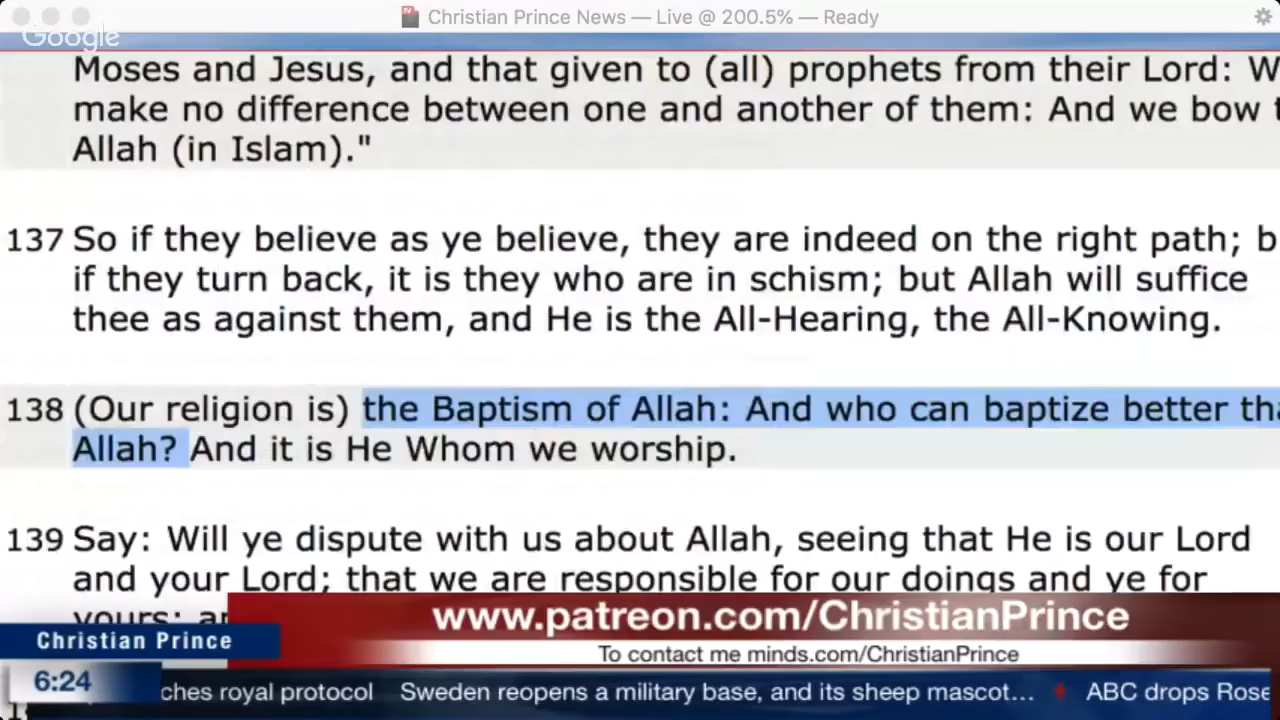 Christian Prince News — Live @ 200.5% — Ready
Google
Moses and Jesus, and that given to (all) prophets from their Lord: W
make no difference between one and another of them: And we bow t
Allah (in Islam)."
137 So if they believe as ye believe, they are indeed on the right path; b
if they turn back, it is they who are in schism; but Allah will suffice
thee as against them, and He is the All-Hearing, the All-Knowing.
138 (Our religion is) the Baptism of Allah: And who can baptize better tha
Allah? And it is He Whom we worship.
139 Say: Will ye dispute with us about Allah, seeing that He is our Lord
and your Lord; that we are responsible for our doings and ye for
yours; an
www.patreon.com/ChristianPrince
Christian Prince
To contact me minds.com/ChristianPrince
6:24 ches royal protocol Sweden reopens a military base, and its sheep mascot... ABC drops Rose